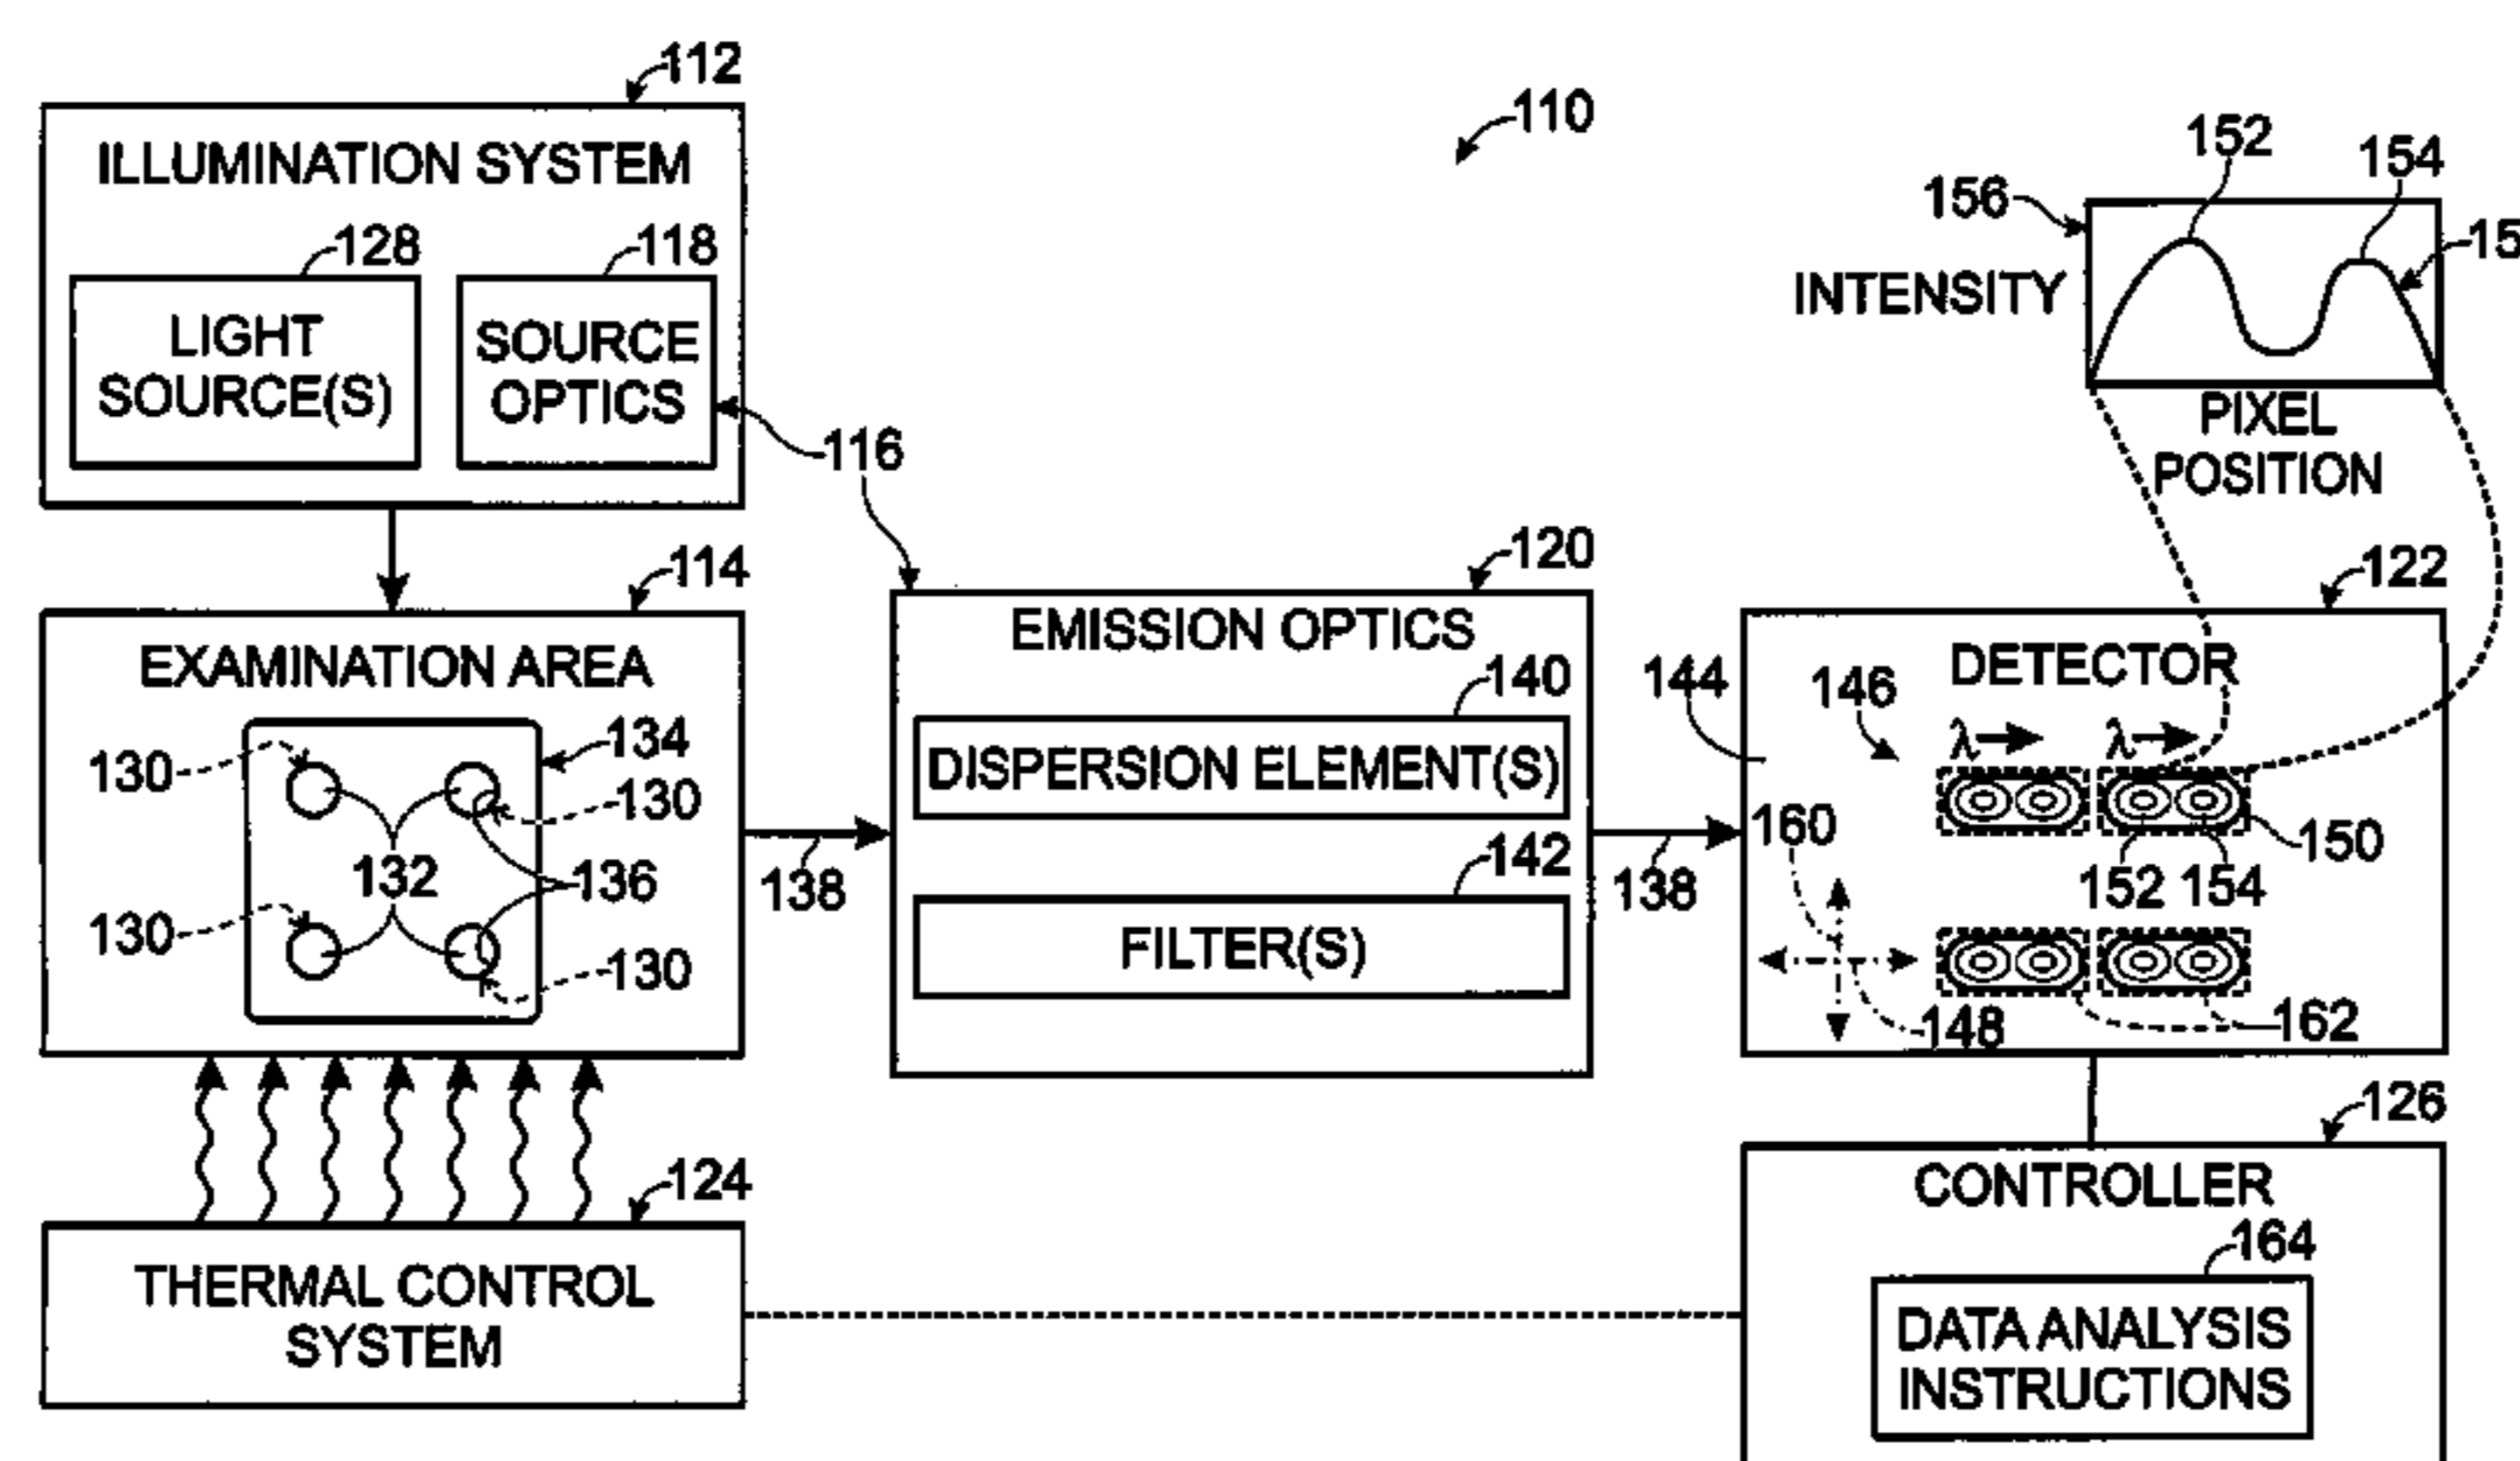 112
ILLUMINATION SYSTEM
128
118
LIGHT
SOURCE(S)
SOURCE
OPTICS
116
110
152
154
156
15
INTENSITY
PIXEL
POSITION
114
EXAMINATION AREA
134
130
130
132
136
130
130
138
120
EMISSION OPTICS
140
DISPERSION ELEMENT(S)
142
FILTER(S)
138
122
DETECTOR
144
146
λ
λ
160
150
152
154
148
162
124
THERMAL CONTROL
SYSTEM
126
CONTROLLER
164
DATA ANALYSIS
INSTRUCTIONS